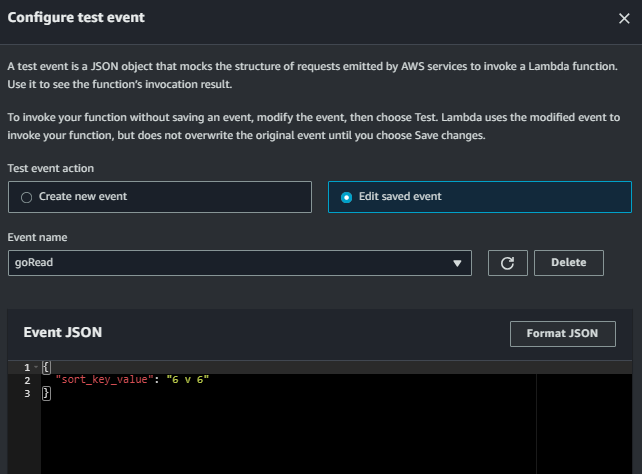 Configure test event
A test event is a JSON object that mocks the structure of requests emitted by AWS services to invoke a Lambda function.
Use it to see the function's invocation result.
To invoke your function without saving an event, modify the event, then choose Test. Lambda uses the modified event to
invoke your function, but does not overwrite the original event until you choose Save changes.
Test event action
Create new event
Edit saved event
Event name
goRead
Delete
Event JSON
Format JSON
1 {
2 "sort_key_value": "6 v 6"
3 }